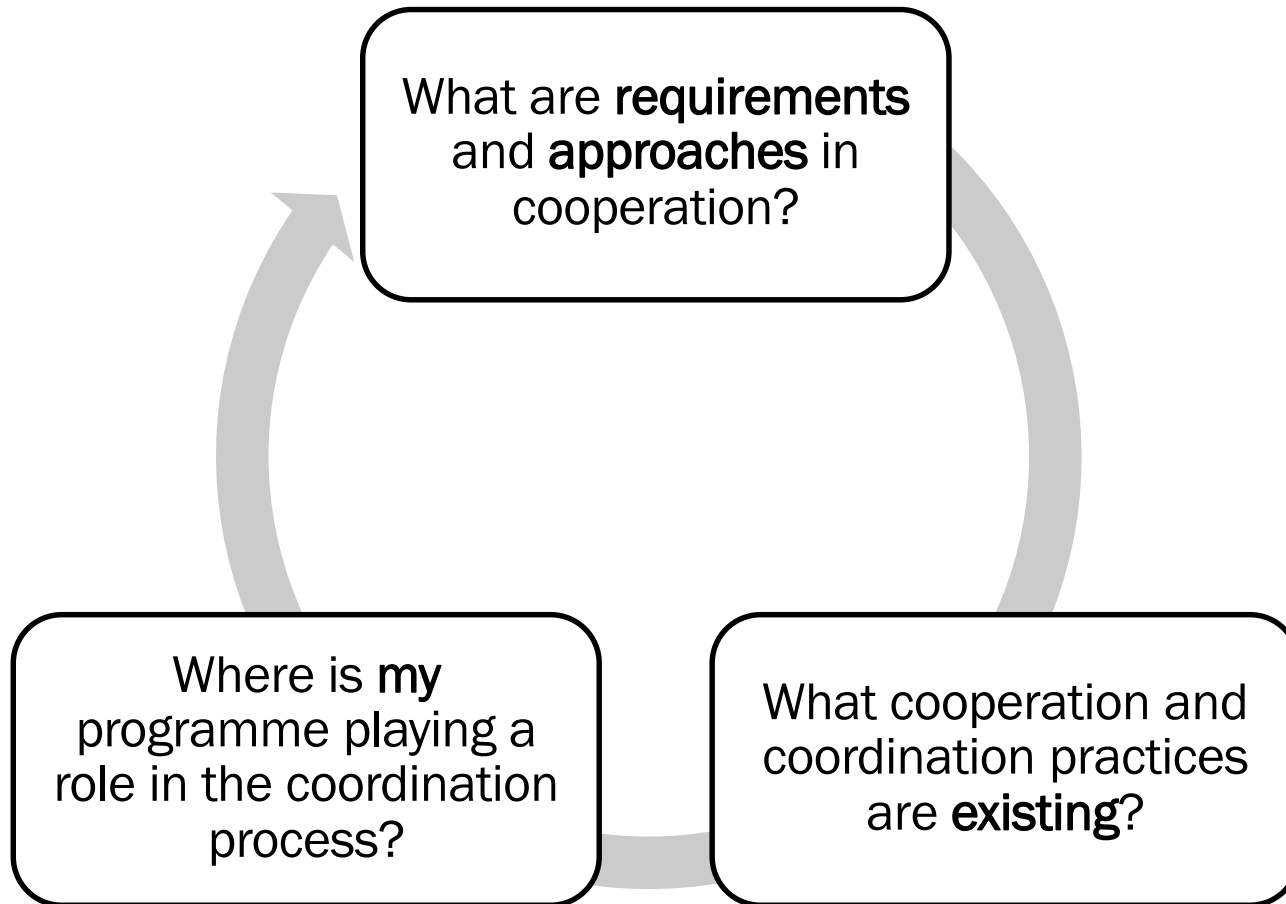 What are requirements
and approaches in
cooperation?
Where is my
programme playing a
role in the coordination
process?
What cooperation and
coordination practices
are existing?